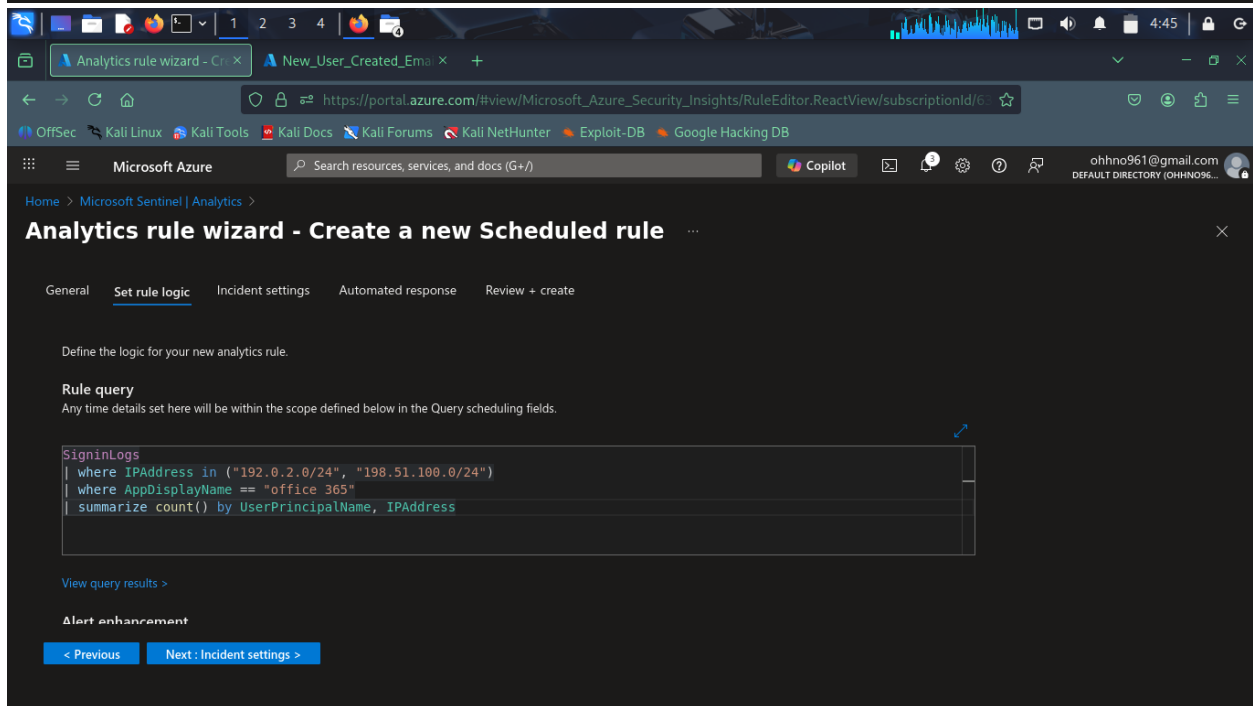 1 2 3 4 4 4:45
Analytics rule wizard - Cre New_User_Created_Emai
https://portal.azure.com/#view/Microsoft_Azure_Security_Insights/RuleEditor.ReactView/subscriptionId/63
OffSec Kali Linux Kali Tools Kali Docs Kali Forums Kali NetHunter Exploit-DB Google Hacking DB
Microsoft Azure Search resources, services, and docs (G+/) Copilot 3 ohhno961@gmail.com
DEFAULT DIRECTORY (OHHNO96...
Home > Microsoft Sentinel | Analytics >
Analytics rule wizard - Create a new Scheduled rule ...
General Set rule logic Incident settings Automated response Review + create
Define the logic for your new analytics rule.
Rule query
Any time details set here will be within the scope defined below in the Query scheduling fields.
SigninLogs
| where IPAddress in ("192.0.2.0/24", "198.51.100.0/24")
| where AppDisplayName == "office 365"
| summarize count() by UserPrincipalName, IPAddress
View query results >
Alert enhancement
< Previous Next : Incident settings >